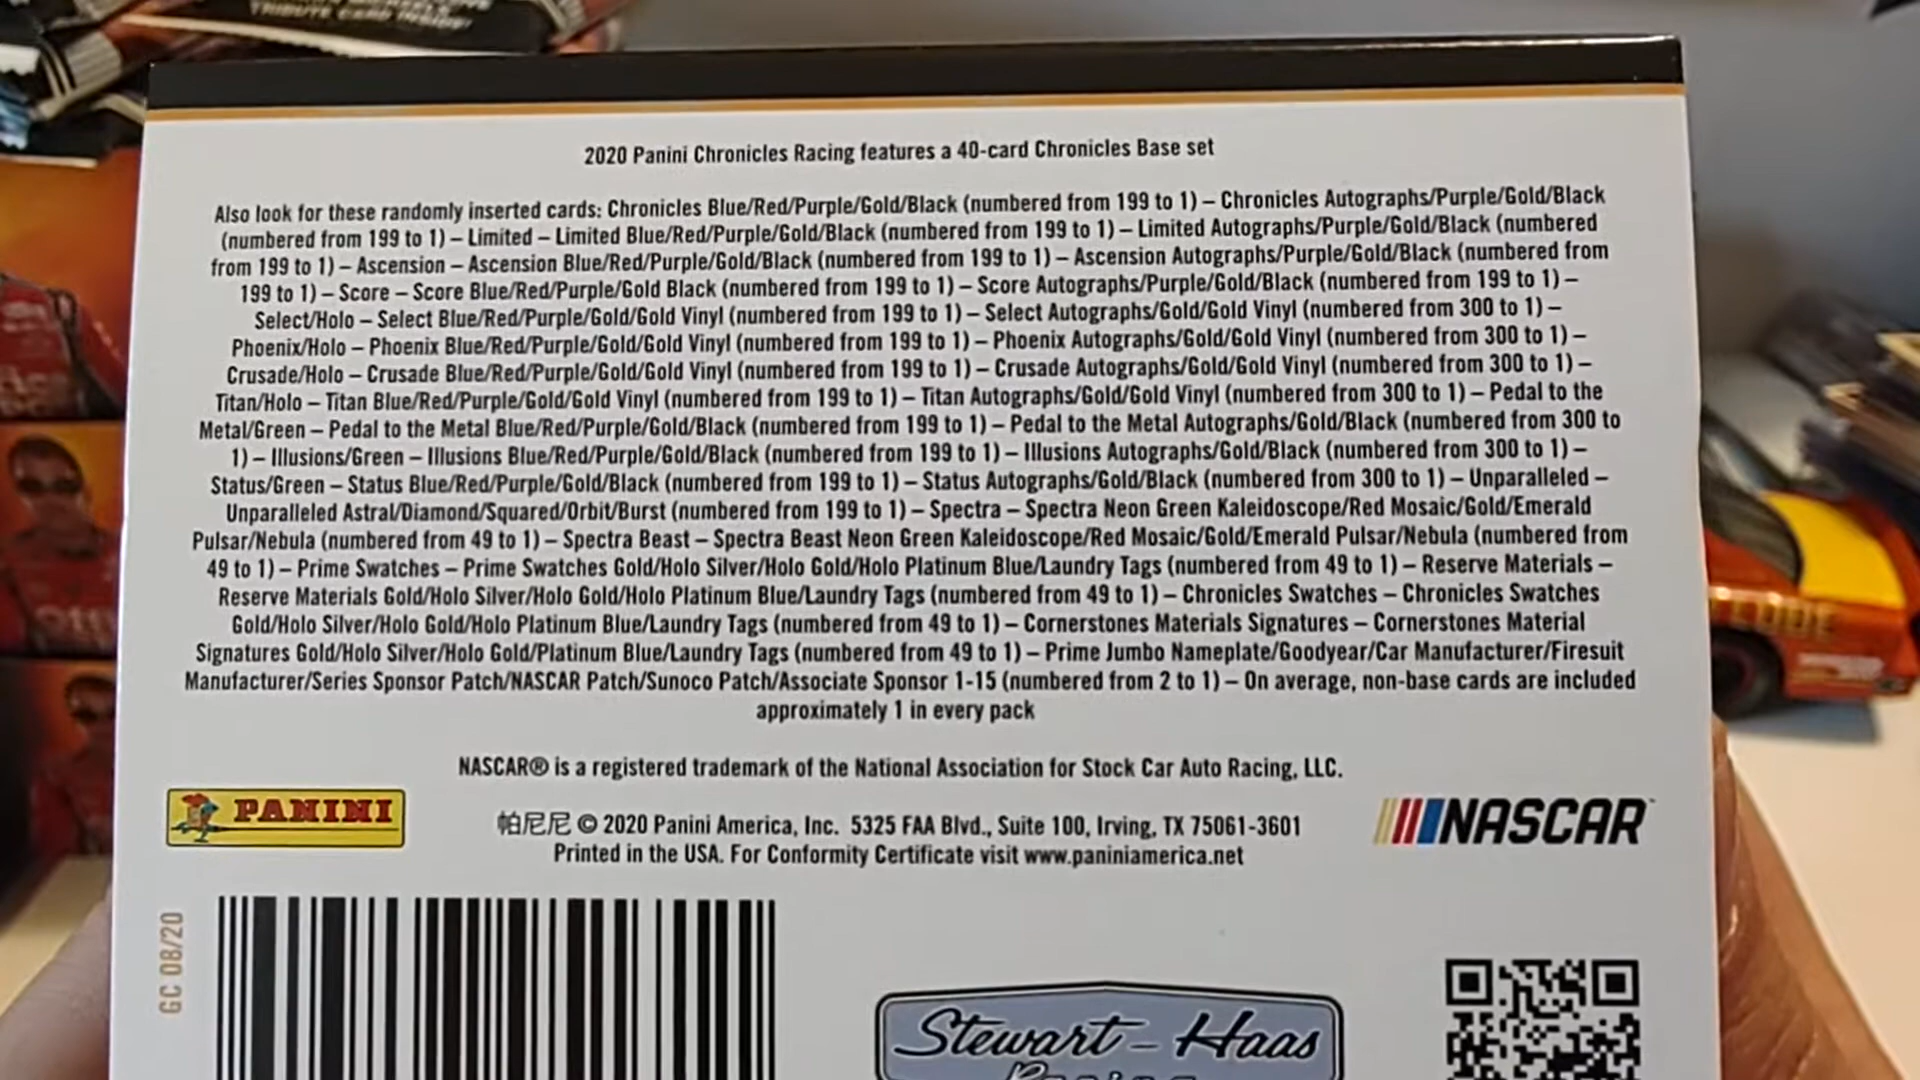 TRIBUTE CARD INSIDE!
2020 Panini Chronicles Racing features a 40-card Chronicles Base set
Also look for these randomly inserted cards: Chronicles Blue/Red/Purple/Gold/Black (numbered from 199 to 1) – Chronicles Autographs/Purple/Gold/Black
(numbered from 199 to 1) – Limited – Limited Blue/Red/Purple/Gold/Black (numbered from 199 to 1) – Limited Autographs/Purple/Gold/Black (numbered
from 199 to 1) – Ascension – Ascension Blue/Red/Purple/Gold/Black (numbered from 199 to 1) – Ascension Autographs/Purple/Gold/Black (numbered from
199 to 1) – Score – Score Blue/Red/Purple/Gold Black (numbered from 199 to 1) – Score Autographs/Purple/Gold/Black (numbered from 199 to 1) –
Select/Holo – Select Blue/Red/Purple/Gold/Gold Vinyl (numbered from 199 to 1) – Select Autographs/Gold/Gold Vinyl (numbered from 300 to 1) –
Phoenix/Holo – Phoenix Blue/Red/Purple/Gold/Gold Vinyl (numbered from 199 to 1) – Phoenix Autographs/Gold/Gold Vinyl (numbered from 300 to 1) –
Crusade/Holo – Crusade Blue/Red/Purple/Gold/Gold Vinyl (numbered from 199 to 1) – Crusade Autographs/Gold/Gold Vinyl (numbered from 300 to 1) –
Titan/Holo – Titan Blue/Red/Purple/Gold/Gold Vinyl (numbered from 199 to 1) – Titan Autographs/Gold/Gold Vinyl (numbered from 300 to 1) – Pedal to the
Metal/Green – Pedal to the Metal Blue/Red/Purple/Gold/Black (numbered from 199 to 1) – Pedal to the Metal Autographs/Gold/Black (numbered from 300 to
1) – Illusions/Green – Illusions Blue/Red/Purple/Gold/Black (numbered from 199 to 1) – Illusions Autographs/Gold/Black (numbered from 300 to 1) –
Status/Green – Status Blue/Red/Purple/Gold/Black (numbered from 199 to 1) – Status Autographs/Gold/Black (numbered from 300 to 1) – Unparalleled –
Unparalleled Astral/Diamond/Squared/Orbit/Burst (numbered from 199 to 1) – Spectra – Spectra Neon Green Kaleidoscope/Red Mosaic/Gold/Emerald
Pulsar/Nebula (numbered from 49 to 1) – Spectra Beast – Spectra Beast Neon Green Kaleidoscope/Red Mosaic/Gold/Emerald Pulsar/Nebula (numbered from
49 to 1) – Prime Swatches – Prime Swatches Gold/Holo Silver/Holo Gold/Holo Platinum Blue/Laundry Tags (numbered from 49 to 1) – Reserve Materials –
Reserve Materials Gold/Holo Silver/Holo Gold/Holo Platinum Blue/Laundry Tags (numbered from 49 to 1) – Chronicles Swatches – Chronicles Swatches
Gold/Holo Silver/Holo Gold/Holo Platinum Blue/Laundry Tags (numbered from 49 to 1) – Cornerstones Materials Signatures – Cornerstones Material
Signatures Gold/Holo Silver/Holo Gold/Platinum Blue/Laundry Tags (numbered from 49 to 1) – Prime Jumbo Nameplate/Goodyear/Car Manufacturer/Firesuit
Manufacturer/Series Sponsor Patch/NASCAR Patch/Sunoco Patch/Associate Sponsor 1-15 (numbered from 2 to 1) – On average, non-base cards are included
approximately 1 in every pack
NASCAR® is a registered trademark of the National Association for Stock Car Auto Racing, LLC.
PANINI
帕尼尼 © 2020 Panini America, Inc. 5325 FAA Blvd., Suite 100, Irving, TX 75061-3601
Printed in the USA. For Conformity Certificate visit www.paniniamerica.net
NASCAR
GC 08/20
Stewart-Haas
Racing